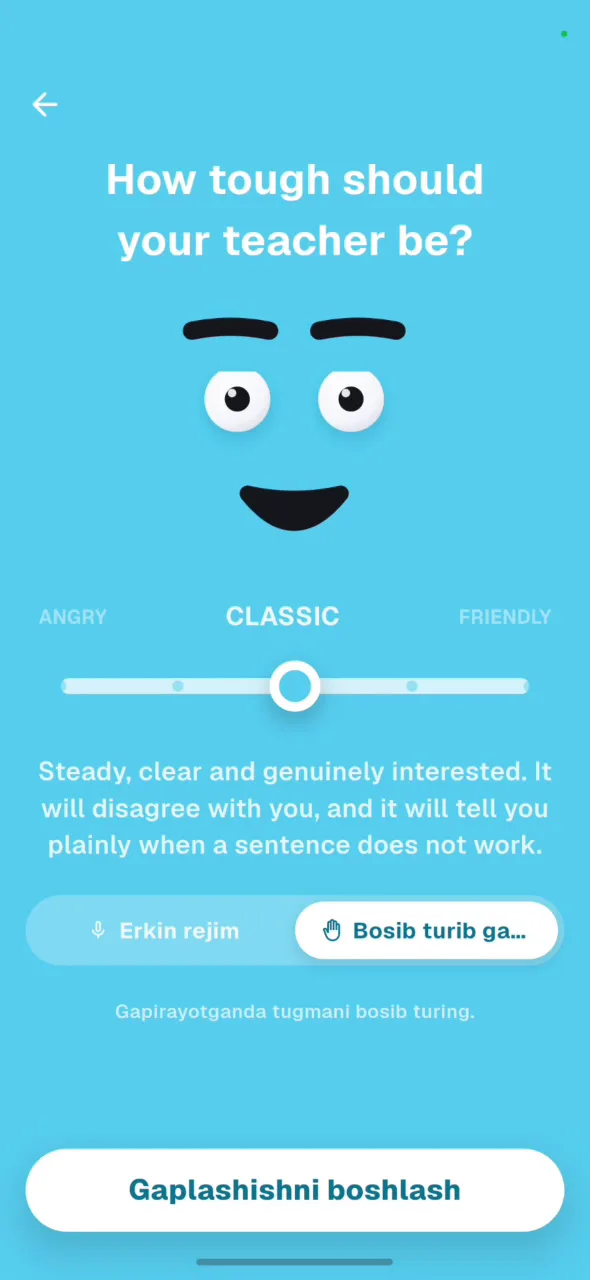 How tough should
your teacher be?
ANGRY
CLASSIC
FRIENDLY
Steady, clear and genuinely interested. It
will disagree with you, and it will tell you
plainly when a sentence does not work.
Erkin rejim
Bosib turib ga...
Gapirayotganda tugmani bosib turing.
Gaplashishni boshlash